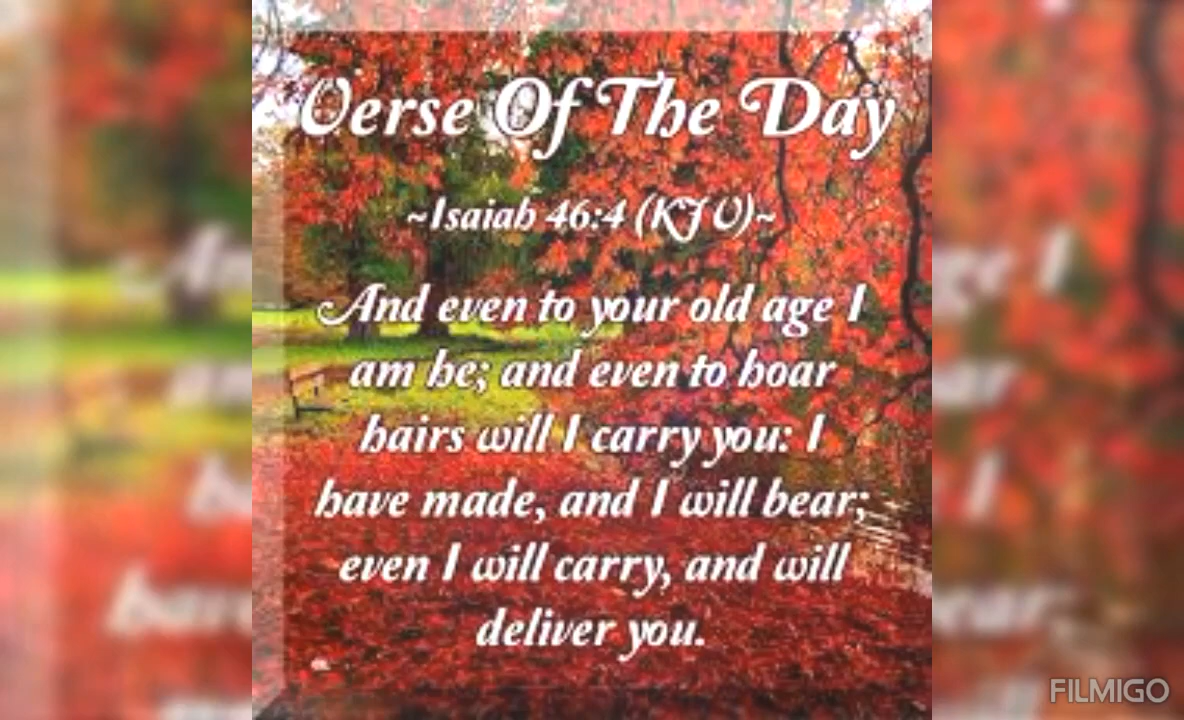 Verse Of The Day
~Isaiah 46:4 (KJV)~
And even to your old age I
am he; and even to hoar
hairs will I carry you: I
have made, and I will bear;
even I will carry, and will
deliver you.
FILMIGO